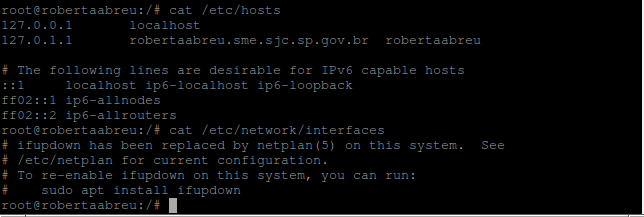 root@robertaabreu:/# cat /etc/hosts
127.0.0.1       localhost
127.0.1.1       robertaabreu.sme.sjc.sp.gov.br  robertaabreu

# The following lines are desirable for IPv6 capable hosts
::1     localhost ip6-localhost ip6-loopback
ff02::1 ip6-allnodes
ff02::2 ip6-allrouters
root@robertaabreu:/# cat /etc/network/interfaces
# ifupdown has been replaced by netplan(5) on this system.  See
# /etc/netplan for current configuration.
# To re-enable ifupdown on this system, you can run:
#    sudo apt install ifupdown
root@robertaabreu:/#